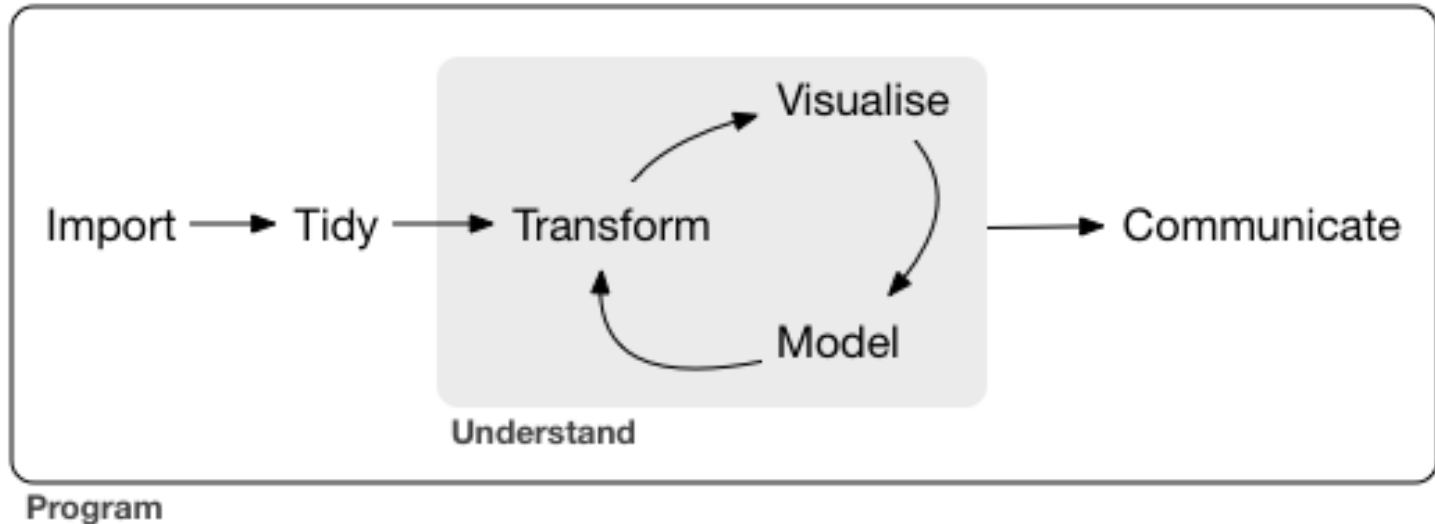 Visualise
Import
Tidy
Transform
Communicate
Model
Understand
Program